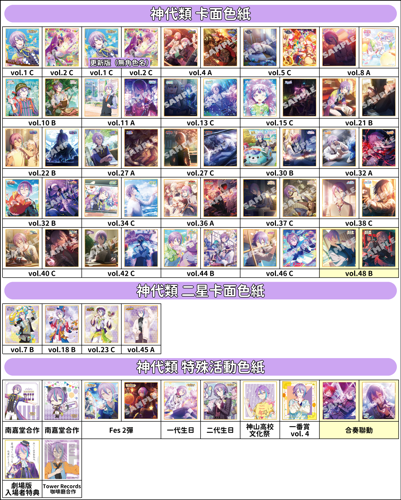 神代類 卡面色紙
更新版（無角色名）
vol.1 C vol.2 C vol.1 C vol.2 C vol.4 A vol.5 C vol.8 A
vol.10 B vol.11 A vol.13 C vol.15 C vol.21 B
vol.22 B vol.27 A vol.27 C vol.30 B vol.32 A
vol.32 B vol.34 C vol.36 A vol.37 C vol.38 C
vol.40 C vol.42 C vol.44 B vol.46 C vol.48 B
神代類 二星卡面色紙
vol.7 B vol.18 B vol.23 C vol.45 A
神代類 特殊活動色紙
南嘉堂合作 南嘉堂合作 Fes 2彈 一代生日 二代生日 神山高校 一番賞 合奏聯動
文化祭 vol. 4
劇場版 Tower Records
入場者特典 咖啡廳合作